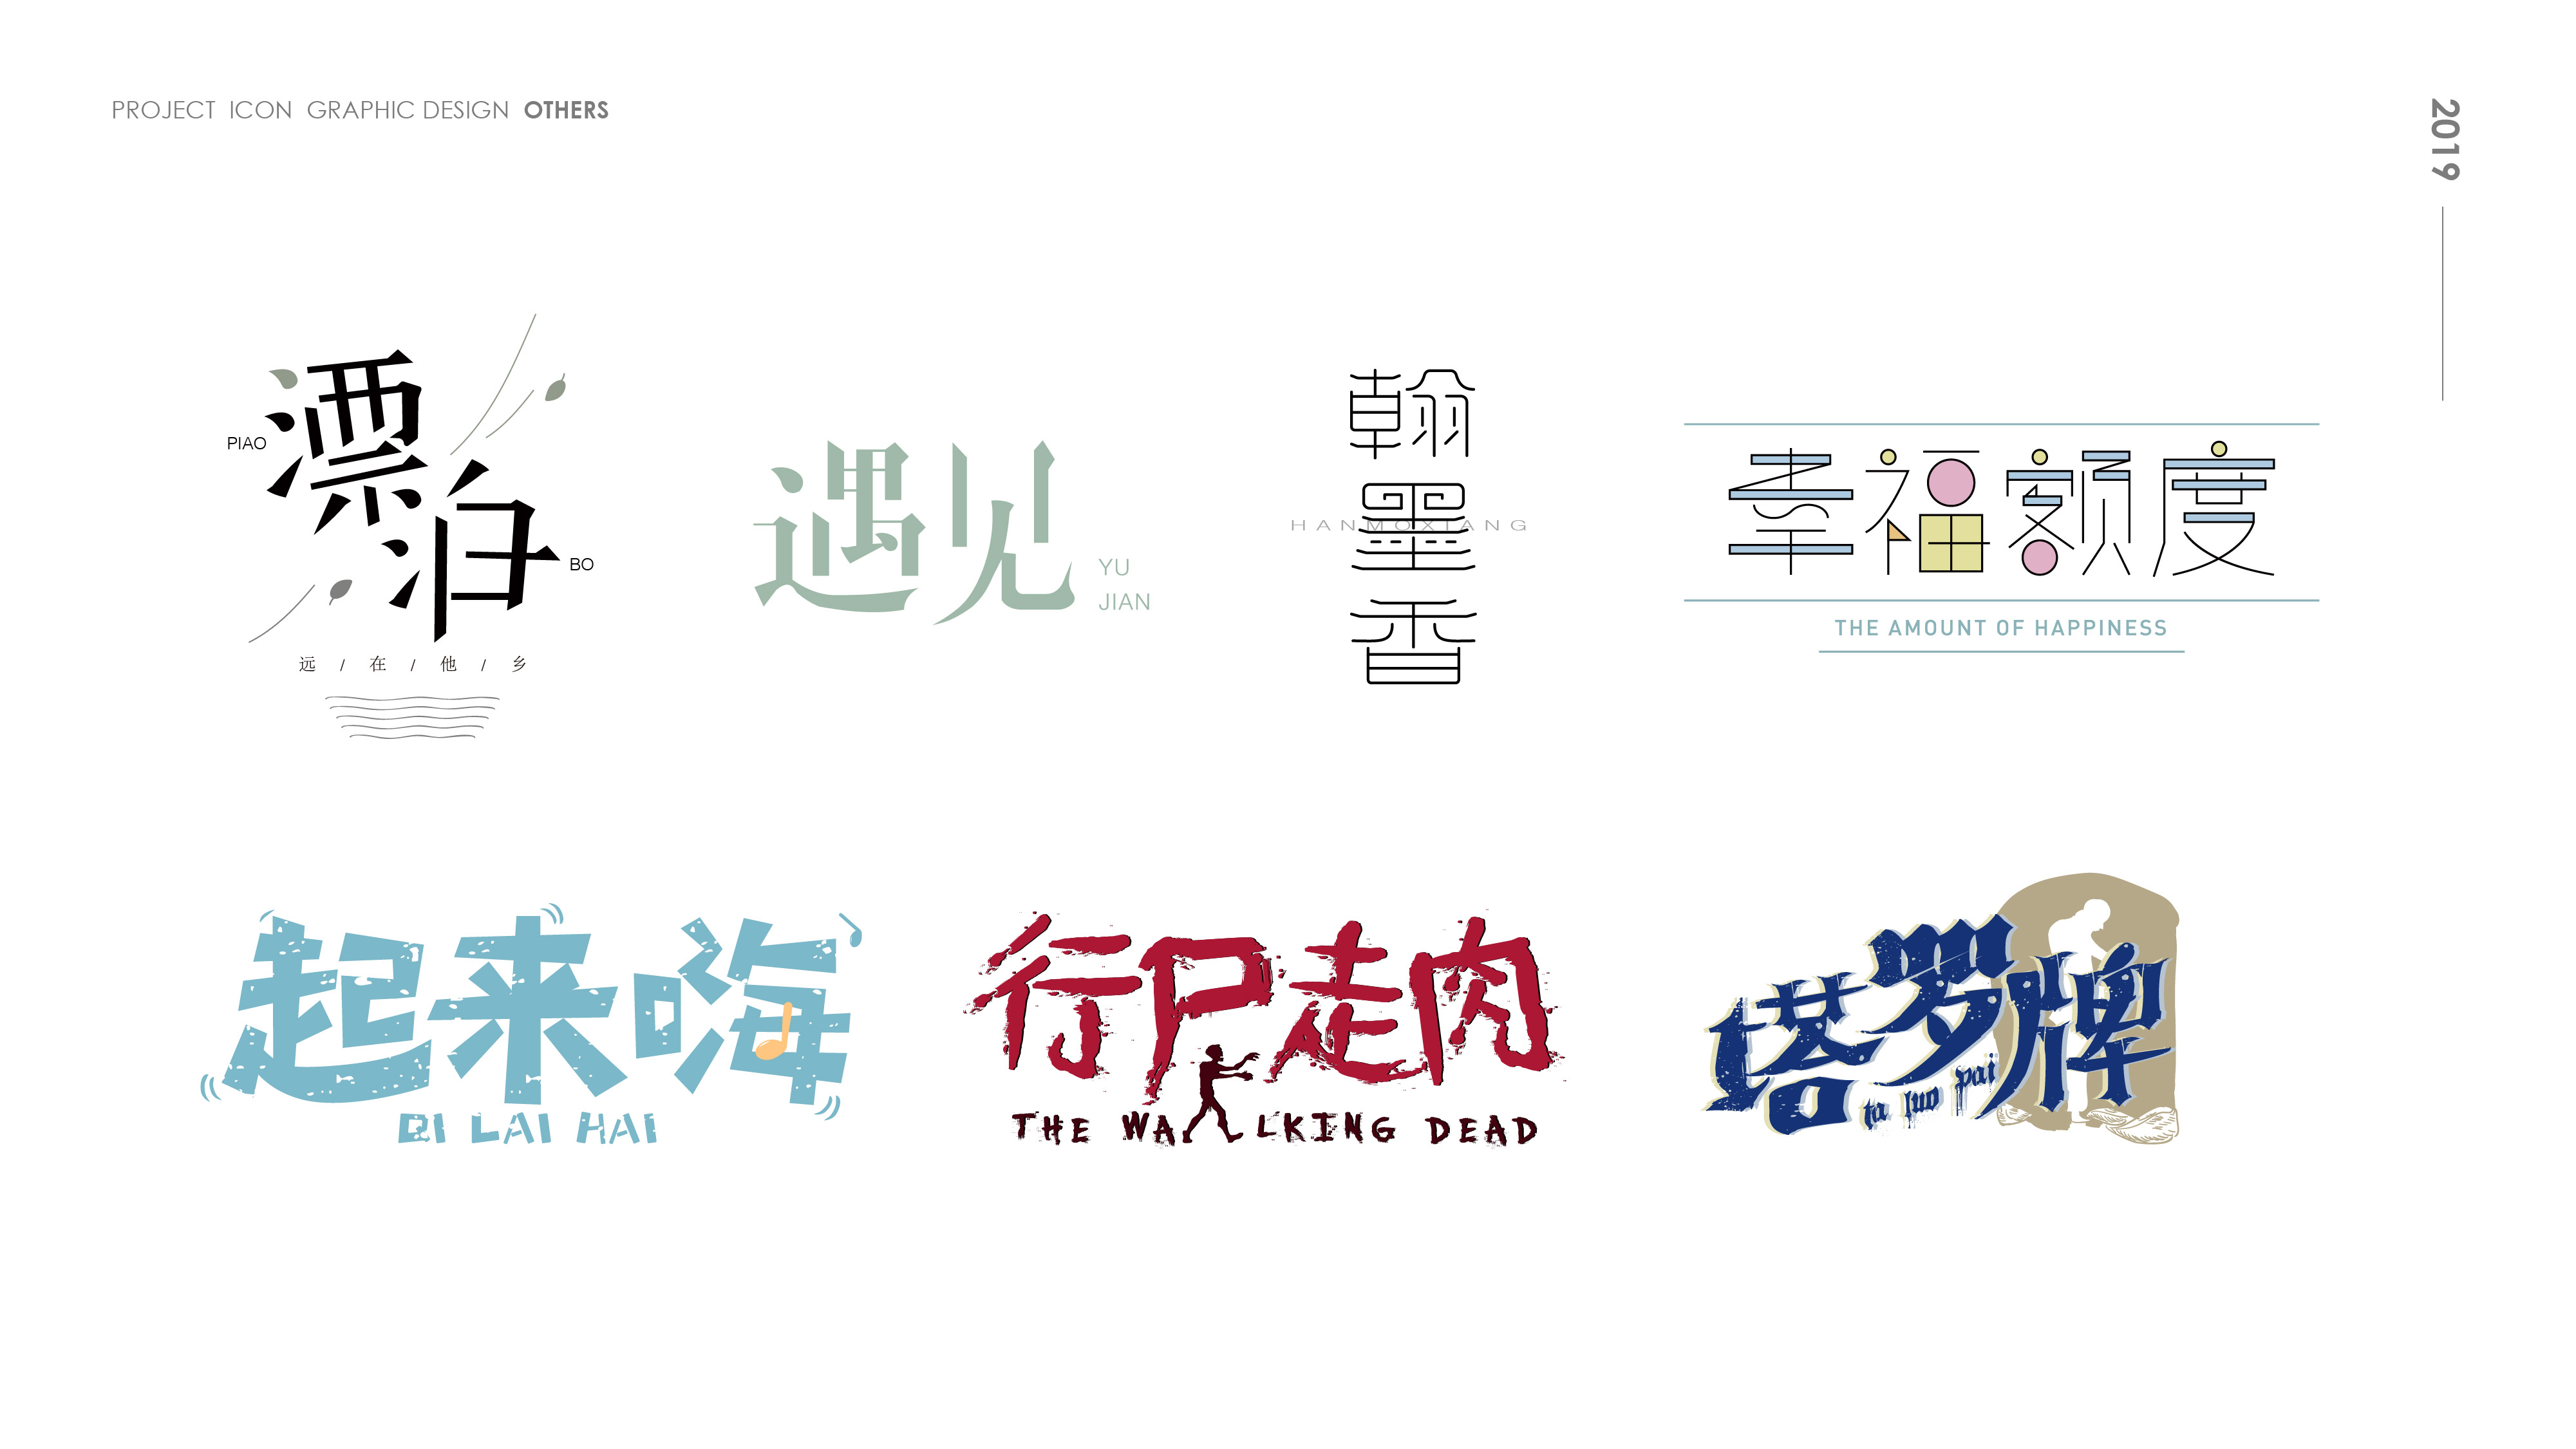 PROJECT ICON GRAPHIC DESIGN OTHERS
2019
漂泊
PIAO
BO
远 / 在 / 他 / 乡
遇见
YU
JIAN
翰墨香
HANMOXIANG
幸福额度
THE AMOUNT OF HAPPINESS
起来嗨
QI LAI HAI
行尸走肉
THE WALKING DEAD
塔罗牌
ta luo pai